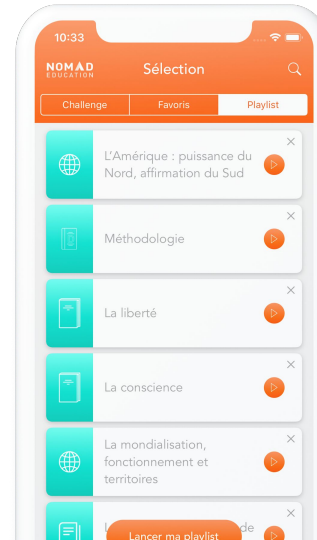 10:33
NOMAD
EDUCATION
Sélection
Challenge
Favoris
Playlist
L'Amérique : puissance du
Nord, affirmation du Sud
Méthodologie
La liberté
La conscience
La mondialisation,
fonctionnement et
territoires
de
Lancer ma playlist